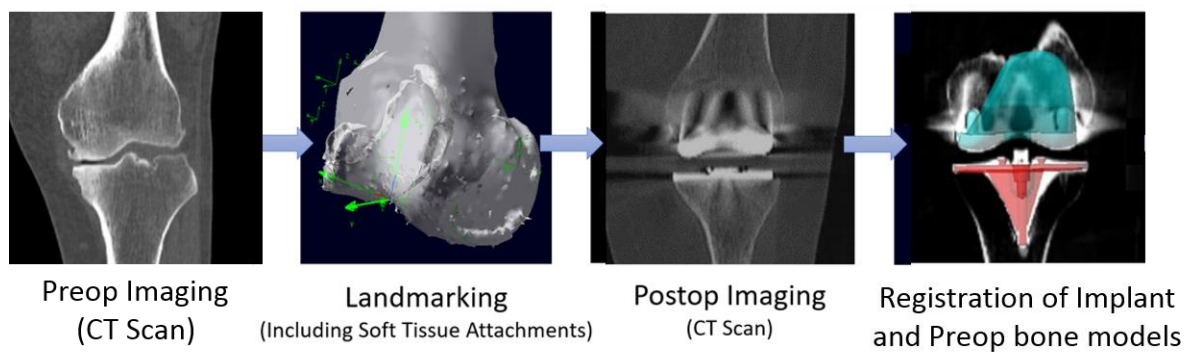 Preop Imaging
(CT Scan)
Landmarking
(Including Soft Tissue Attachments)
Postop Imaging
(CT Scan)
Registration of Implant
and Preop bone models